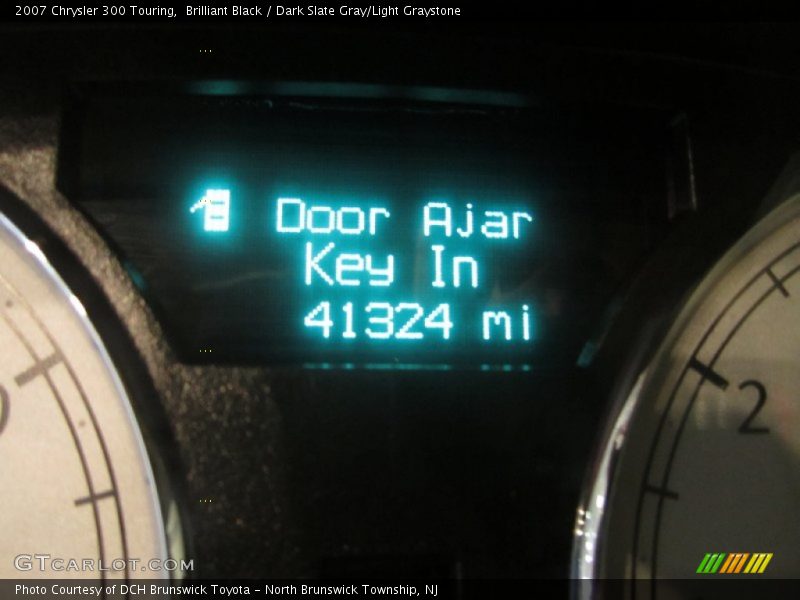 2007 Chrysler 300 Touring,  Brilliant Black / Dark Slate Gray/Light Graystone
Door Ajar
Key In
41324 mi
2
GTCARLOT.COM
Photo Courtesy of DCH Brunswick Toyota - North Brunswick Township, NJ